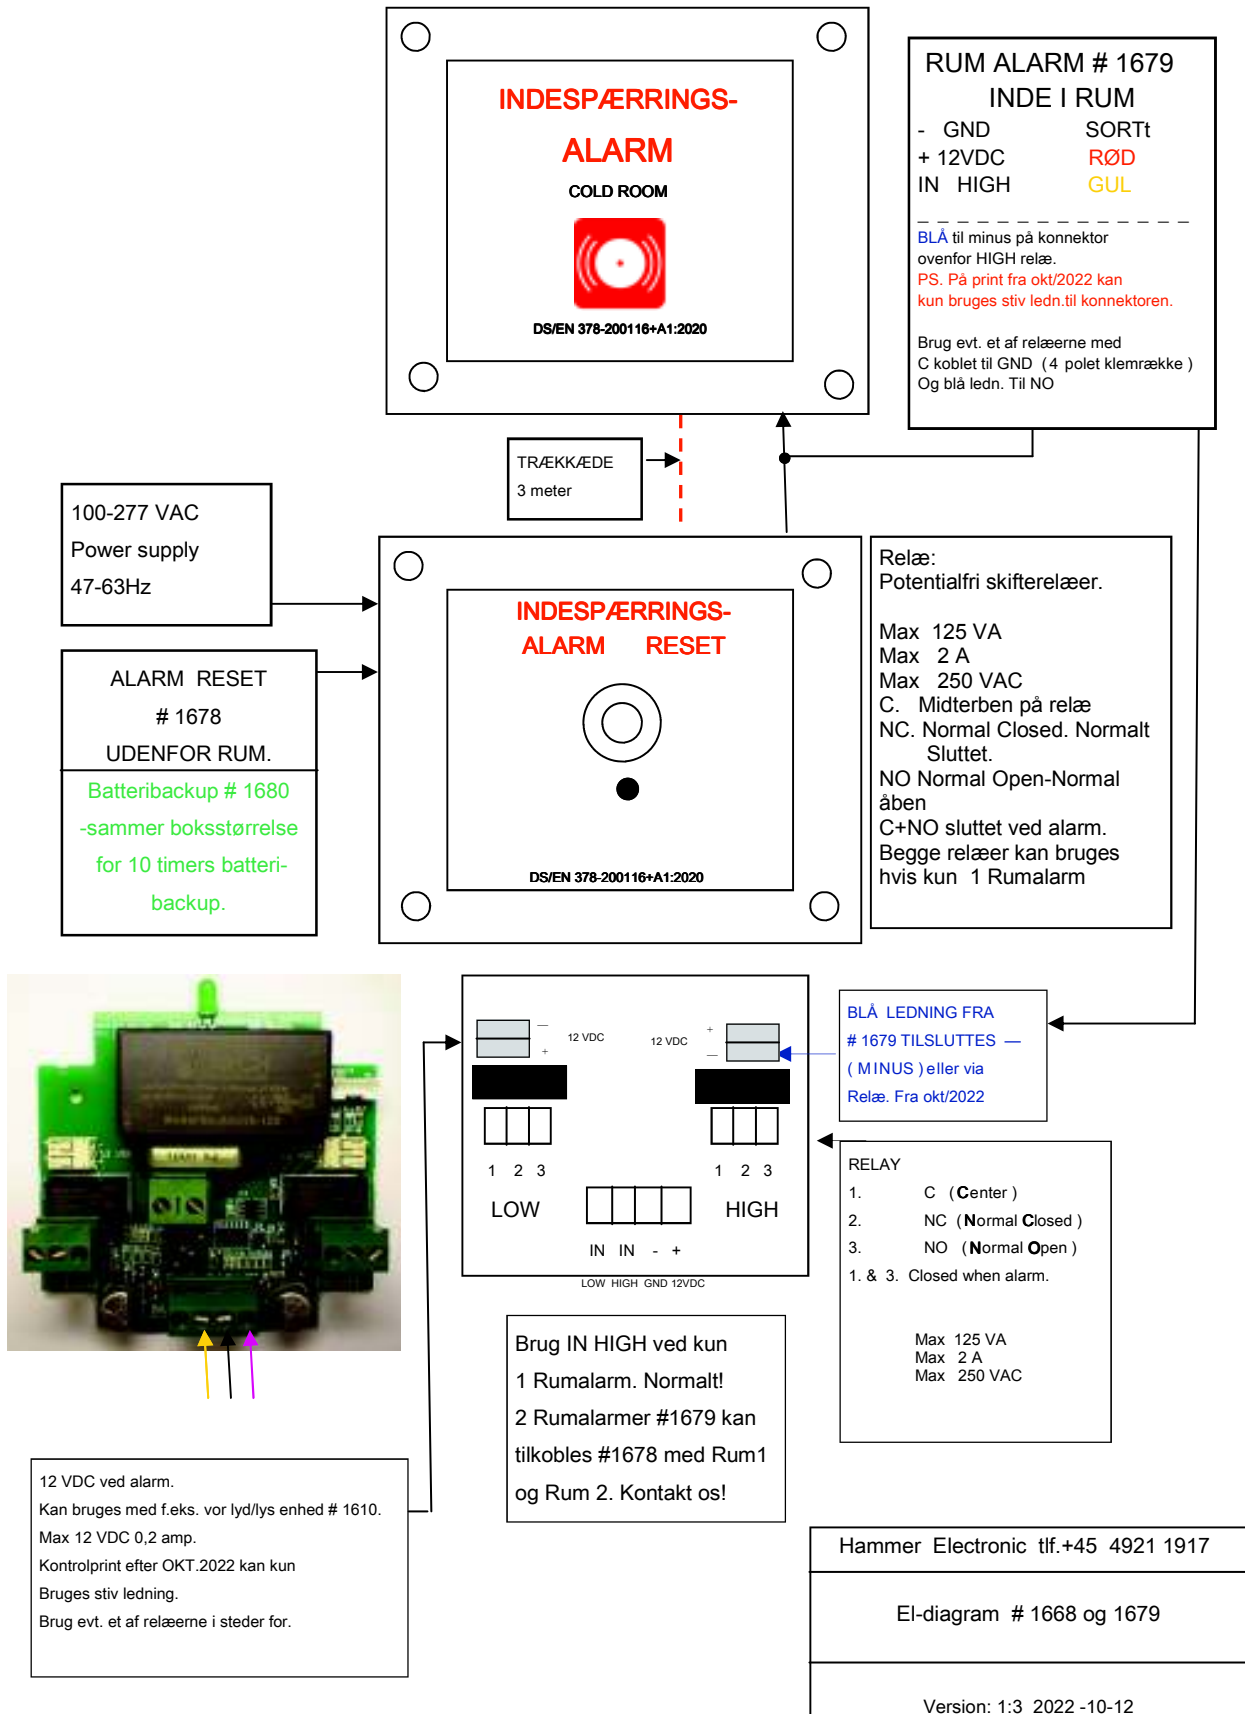 INDESPÆRRINGS-
ALARM
COLD ROOM
DS/EN 378-200116+A1:2020
RUM ALARM # 1679
INDE I RUM
- GND SORTt
+ 12VDC RØD
IN HIGH GUL
_ _ _ _ _ _ _ _ _ _ _ _ _ _
BLÅ til minus på konnektor
ovenfor HIGH relæ.
PS. På print fra okt/2022 kan
kun bruges stiv ledn.til konnektoren.
Brug evt. et af relæerne med
C koblet til GND ( 4 polet klemrække )
Og blå ledn. Til NO
TRÆKKÆDE
3 meter
100-277 VAC
Power supply
47-63Hz
ALARM RESET
# 1678
UDENFOR RUM.
Batteribackup # 1680
-sammer boksstørrelse
for 10 timers batteri-
backup.
INDESPÆRRINGS-
ALARM RESET
DS/EN 378-200116+A1:2020
Relæ:
Potentialfri skifterelæer.
Max 125 VA
Max 2 A
Max 250 VAC
C. Midterben på relæ
NC. Normal Closed. Normalt
Sluttet.
NO Normal Open-Normal
åben
C+NO sluttet ved alarm.
Begge relæer kan bruges
hvis kun 1 Rumalarm
— 12 VDC
+
12 VDC +
—
1 2 3
LOW
1 2 3
HIGH
IN IN - +
LOW HIGH GND 12VDC
BLÅ LEDNING FRA
# 1679 TILSLUTTES —
( MINUS ) eller via
Relæ. Fra okt/2022
RELAY
1. C ( Center )
2. NC ( Normal Closed )
3. NO ( Normal Open )
1. & 3. Closed when alarm.
Max 125 VA
Max 2 A
Max 250 VAC
Brug IN HIGH ved kun
1 Rumalarm. Normalt!
2 Rumalarmer #1679 kan
tilkobles #1678 med Rum1
og Rum 2. Kontakt os!
12 VDC ved alarm.
Kan bruges med f.eks. vor lyd/lys enhed # 1610.
Max 12 VDC 0,2 amp.
Kontrolprint efter OKT.2022 kan kun
Bruges stiv ledning.
Brug evt. et af relæerne i steder for.
Hammer Electronic tlf.+45 4921 1917
El-diagram # 1668 og 1679
Version: 1:3 2022 -10-12